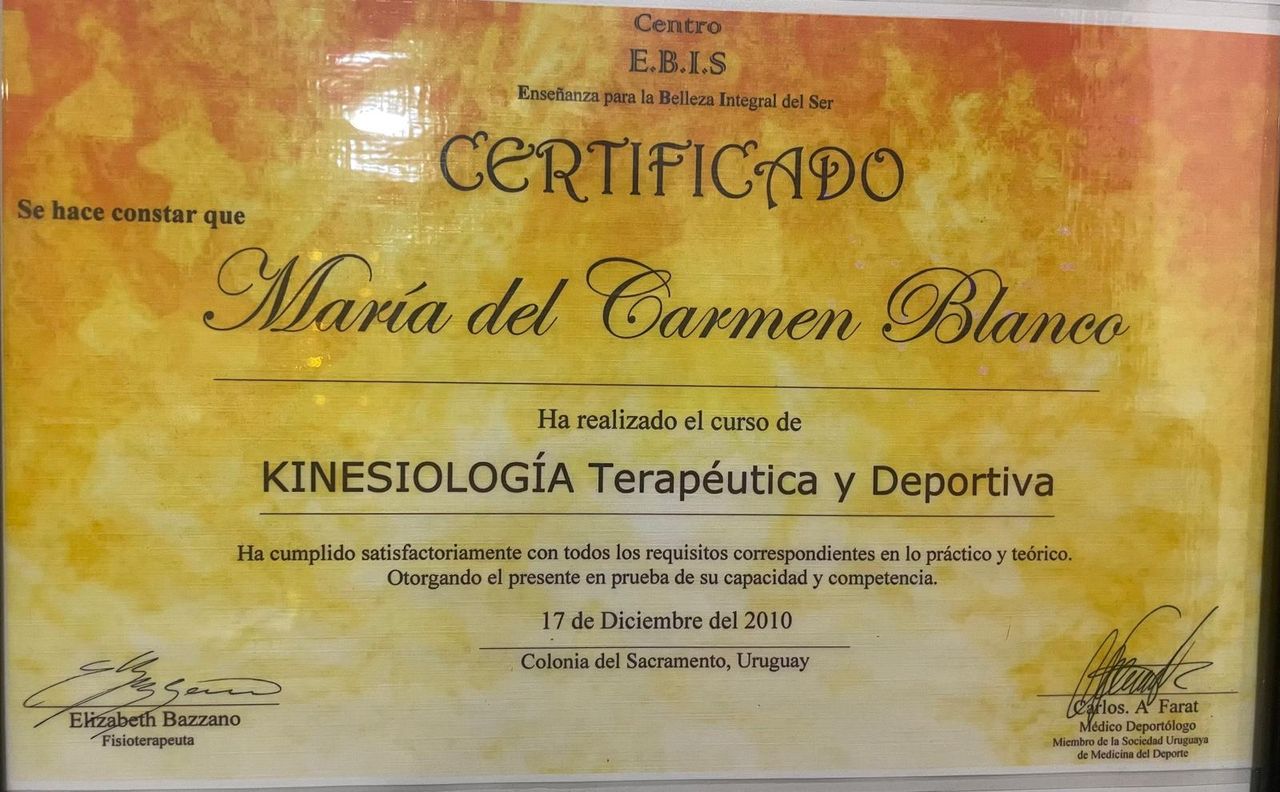 Centro
E.B.I.S
Enseñanza para la Belleza Integral del Ser
CERTIFICADO
Se hace constar que
María del Carmen Blanco
Ha realizado el curso de
KINESIOLOGÍA Terapéutica y Deportiva
Ha cumplido satisfactoriamente con todos los requisitos correspondientes en lo práctico y teórico.
Otorgando el presente en prueba de su capacidad y competencia.
17 de Diciembre del 2010
Colonia del Sacramento, Uruguay
Elizabeth Bazzano
Fisioterapeuta
Carlos. A Farat
Médico Deportólogo
Miembro de la Sociedad Uruguaya
de Medicina del Deporte